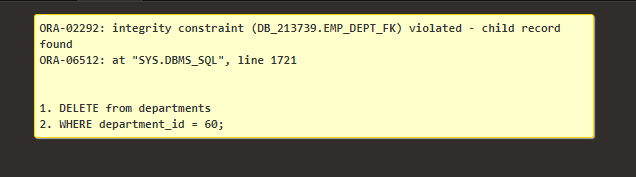 ORA-02292: integrity constraint (DB_213739.EMP_DEPT_FK) violated - child record
found
ORA-06512: at "SYS.DBMS_SQL", line 1721
1. DELETE from departments
2. WHERE department_id = 60;